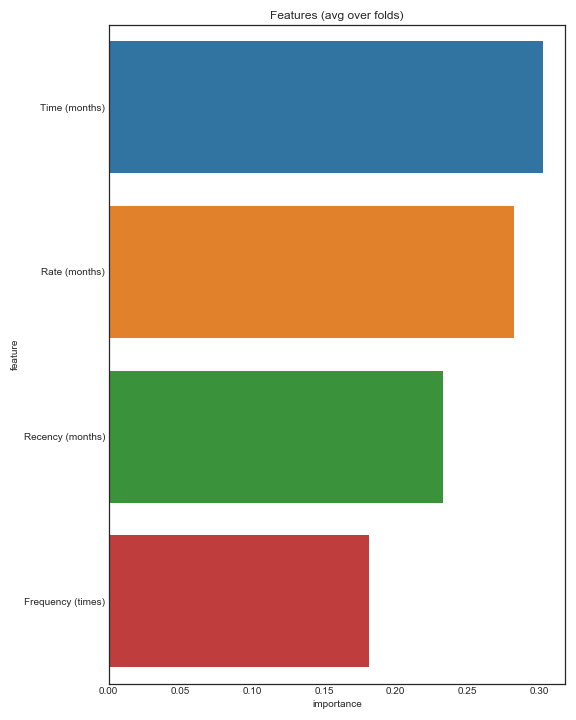 Features (avg over folds)
Time (months)
Rate (months)
Recency (months)
Frequency (times)
feature
0.00 0.05 0.10 0.15 0.20 0.25 0.30
importance